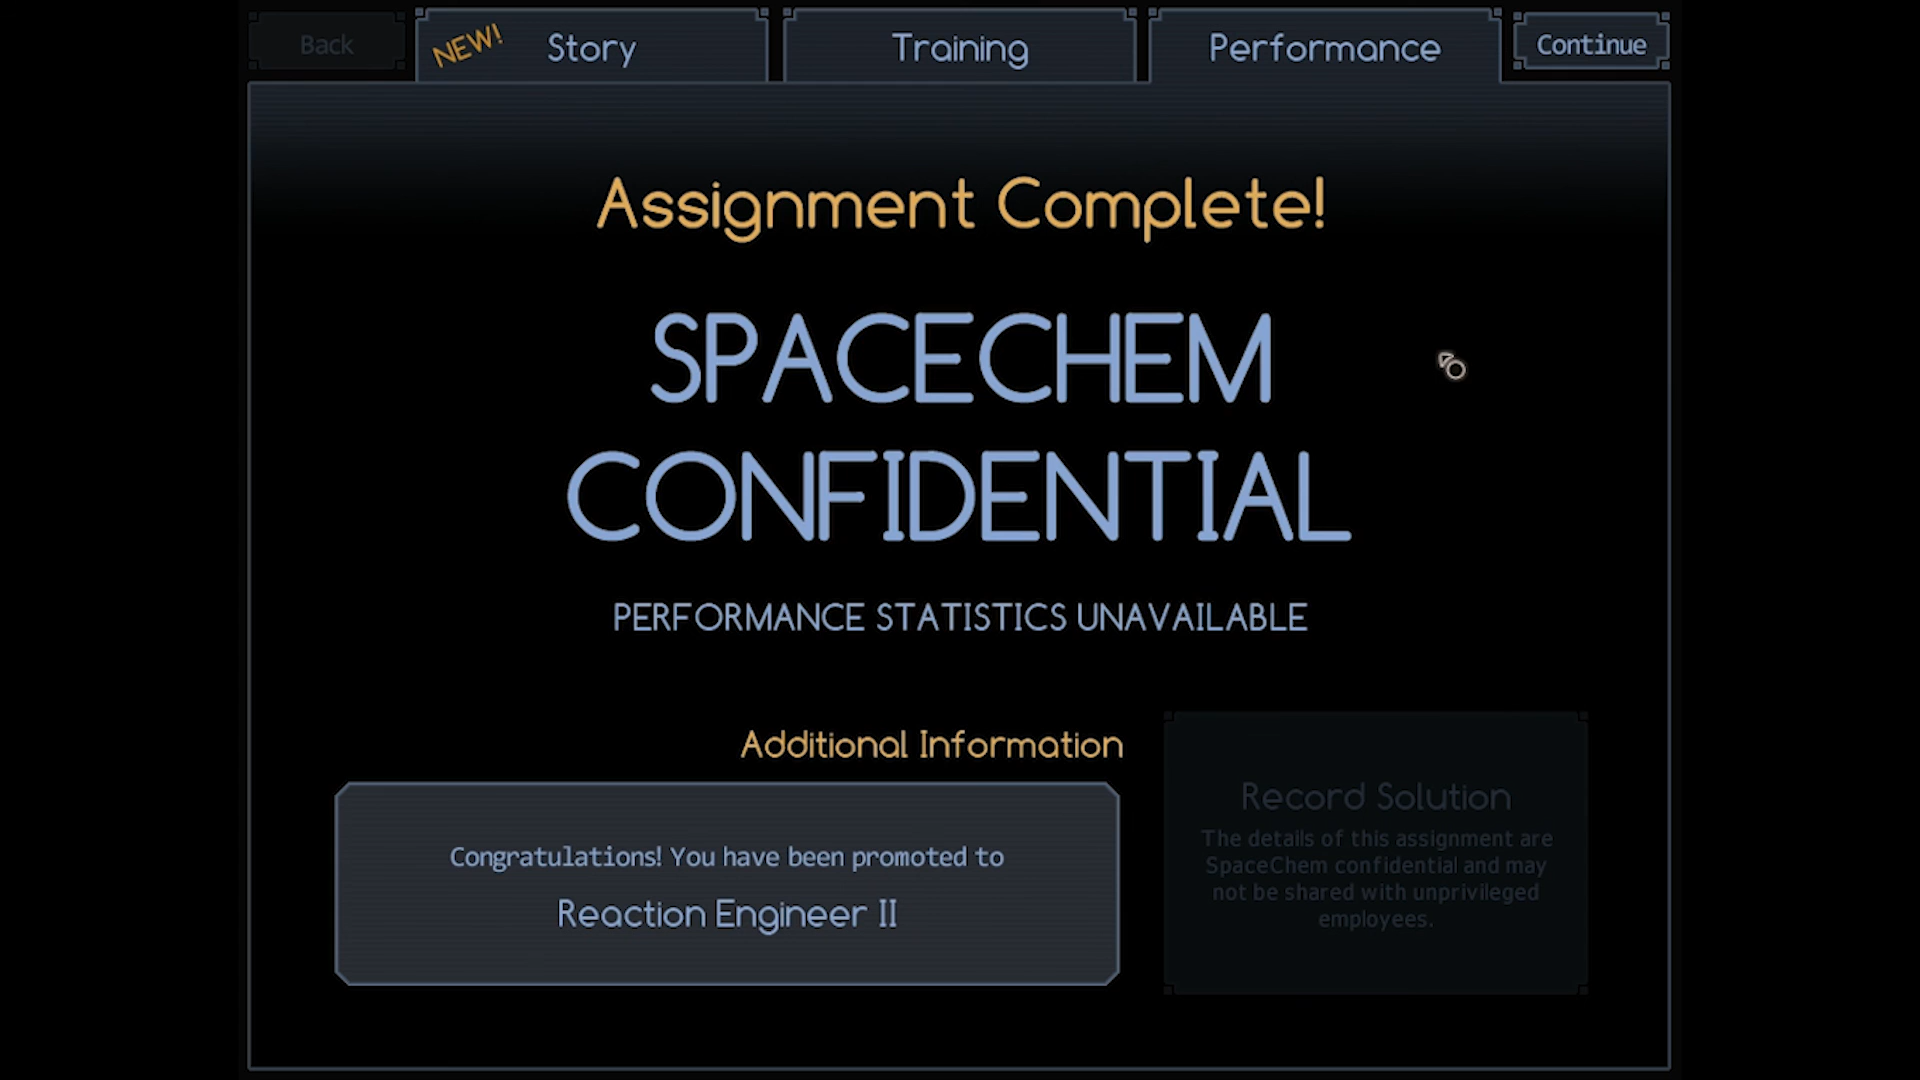 Back
NEW! Story
Training
Performance
Continue
Assignment Complete!
SPACECHEM
CONFIDENTIAL
PERFORMANCE STATISTICS UNAVAILABLE
Additional Information
Congratulations! You have been promoted to
Reaction Engineer II
Record Solution
The details of this assignment are
SpaceChem confidential and may
not be shared with unprivileged
employees.